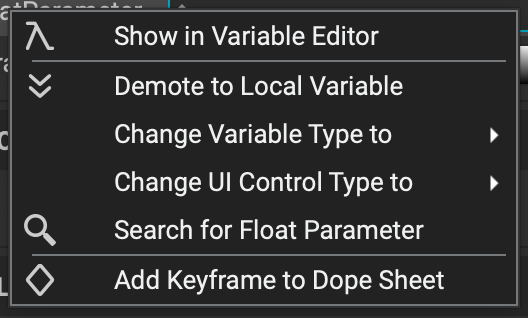 Show in Variable Editor
Demote to Local Variable
Change Variable Type to
Change UI Control Type to
Search for Float Parameter
Add Keyframe to Dope Sheet